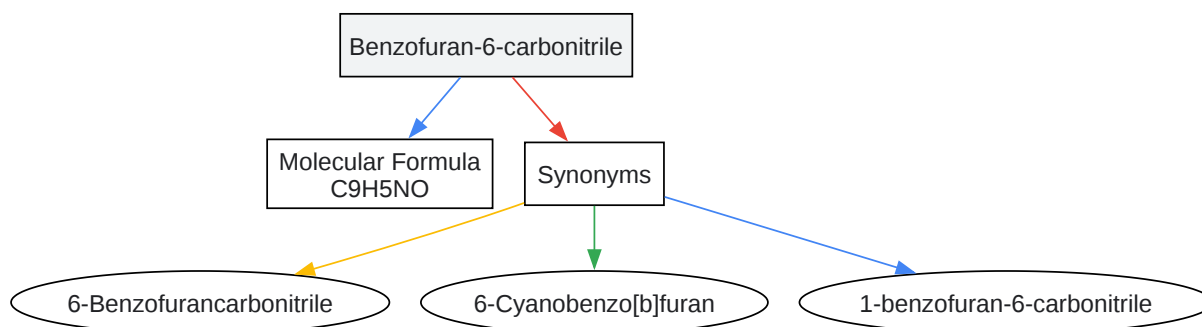 Benzofuran-6-carbonitrile
Molecular Formula
C9H5NO
Synonyms
6-Benzofurancarbonitrile
6-Cyanobenzo[b]furan
1-benzofuran-6-carbonitrile